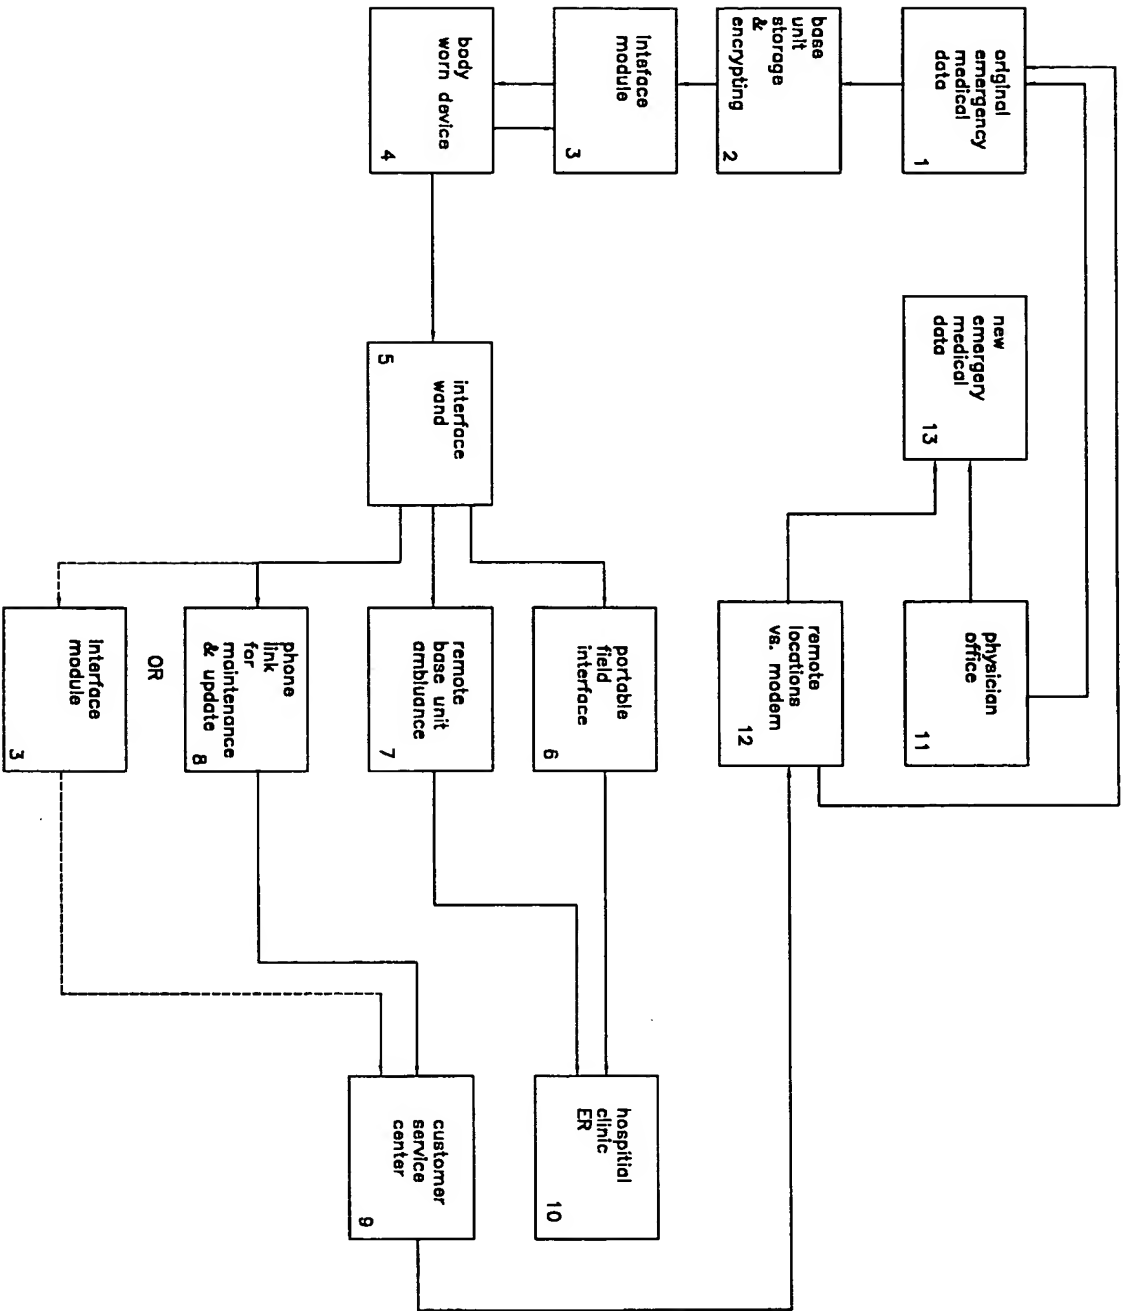 original
emergency
medical
data
1
base
unit
storage
&
encrypting
2
inteface
module
3
body
worn device
4
interface
wand
5
portable
field
interface
6
remote
base unit
ambluance
7
phone
link
for
maintenance
& update
8
OR
interface
module
3
customer
service
center
9
hospitial
clinic
ER
10
physician
office
11
remote
locations
vs. modem
12
new
emergery
medical
data
13